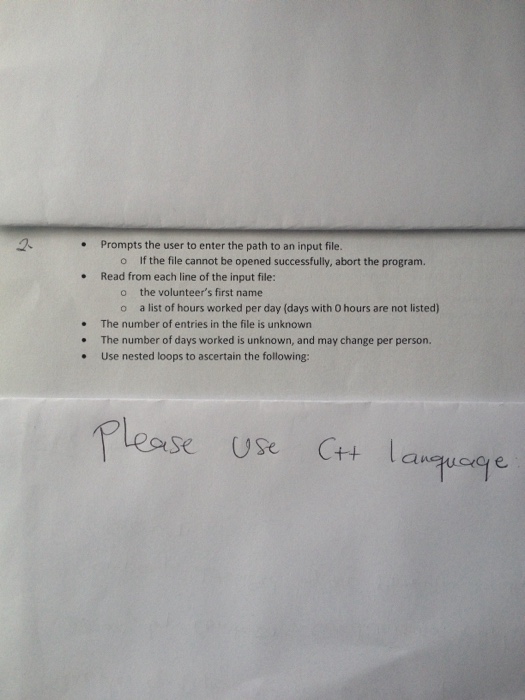 2.
• Prompts the user to enter the path to an input file.
o If the file cannot be opened successfully, abort the program.
• Read from each line of the input file:
o the volunteer's first name
o a list of hours worked per day (days with 0 hours are not listed)
• The number of entries in the file is unknown
• The number of days worked is unknown, and may change per person.
• Use nested loops to ascertain the following:
Please use C++ language